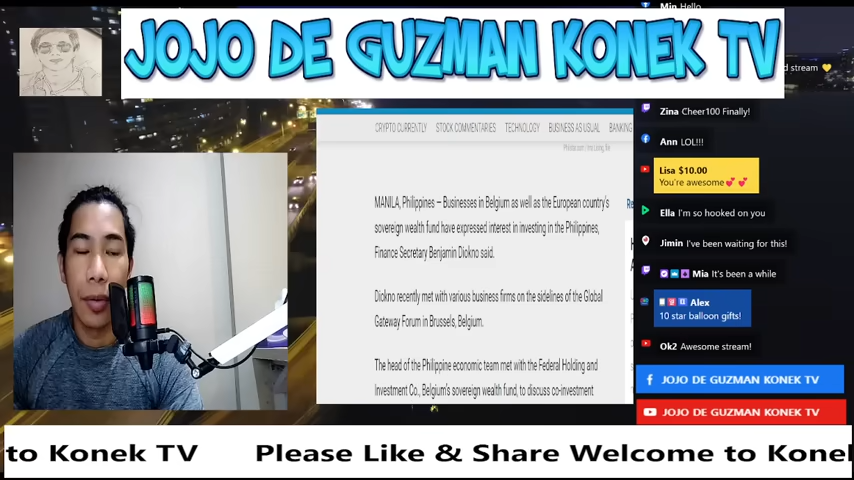 Min Hello
JOJO DE GUZMAN KONEK TV
d stream 💛
Zina Cheer100 Finally!
Ann LOL!!!
Lisa $10.00
You're awesome💕 💕
Ella I'm so hooked on you
Jimin I've been waiting for this!
Mia It's been a while
Alex
10 star balloon gifts!
Ok2 Awesome stream!
JOJO DE GUZMAN KONEK TV
JOJO DE GUZMAN KONEK TV
CRYPTO CURRENTLY STOCK COMMENTARIES TECHNOLOGY BUSINESS AS USUAL BANKING
MANILA, Philippines – Businesses in Belgium as well as the European country's
sovereign wealth fund have expressed interest in investing in the Philippines,
Finance Secretary Benjamin Diokno said.
Diokno recently met with various business firms on the sidelines of the Global
Gateway Forum in Brussels, Belgium.
The head of the Philippine economic team met with the Federal Holding and
Investment Co., Belgium's sovereign wealth fund, to discuss co-investment
to Konek TV Please Like & Share Welcome to Konel